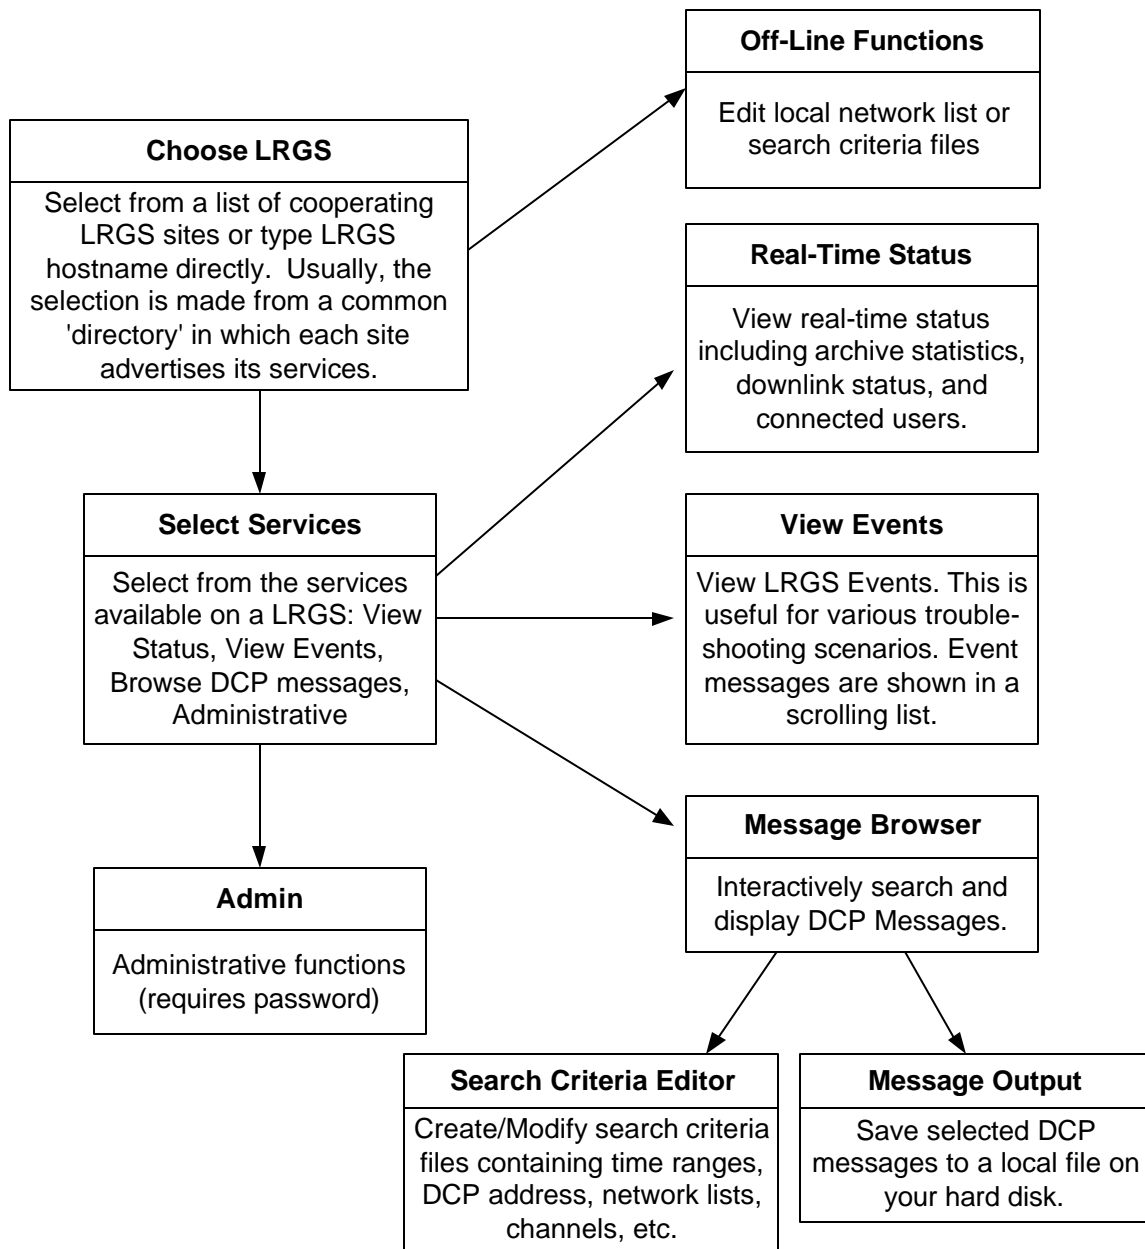 Off-Line Functions
Edit local network list or
search criteria files
Choose LRGS
Select from a list of cooperating
LRGS sites or type LRGS
hostname directly.  Usually, the
selection is made from a common
'directory' in which each site
advertises its services.
Real-Time Status
View real-time status
including archive statistics,
downlink status, and
connected users.
Select Services
Select from the services
available on a LRGS: View
Status, View Events,
Browse DCP messages,
Administrative
View Events
View LRGS Events. This is
useful for various trouble-
shooting scenarios. Event
messages are shown in a
scrolling list.
Message Browser
Interactively search and
display DCP Messages.
Admin
Administrative functions
(requires password)
Search Criteria Editor
Create/Modify search criteria
files containing time ranges,
DCP address, network lists,
channels, etc.
Message Output
Save selected DCP
messages to a local file on
your hard disk.